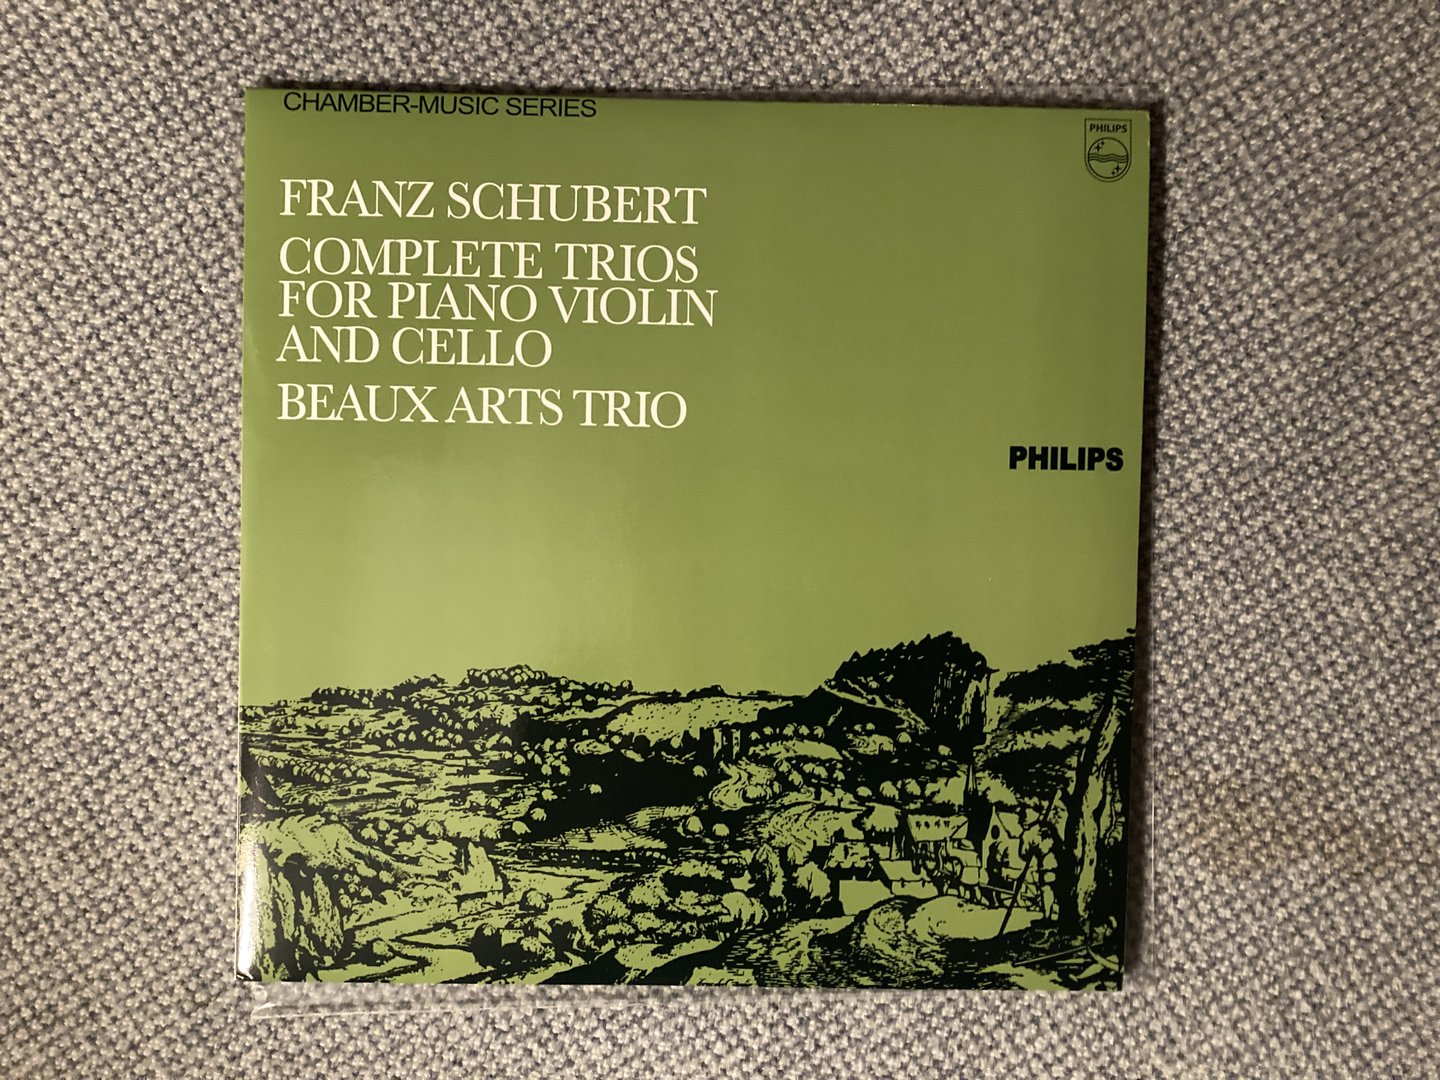 CHAMBER-MUSIC SERIES
PHILIPS
FRANZ SCHUBERT
COMPLETE TRIOS
FOR PIANO VIOLIN
AND CELLO
BEAUX ARTS TRIO
PHILIPS